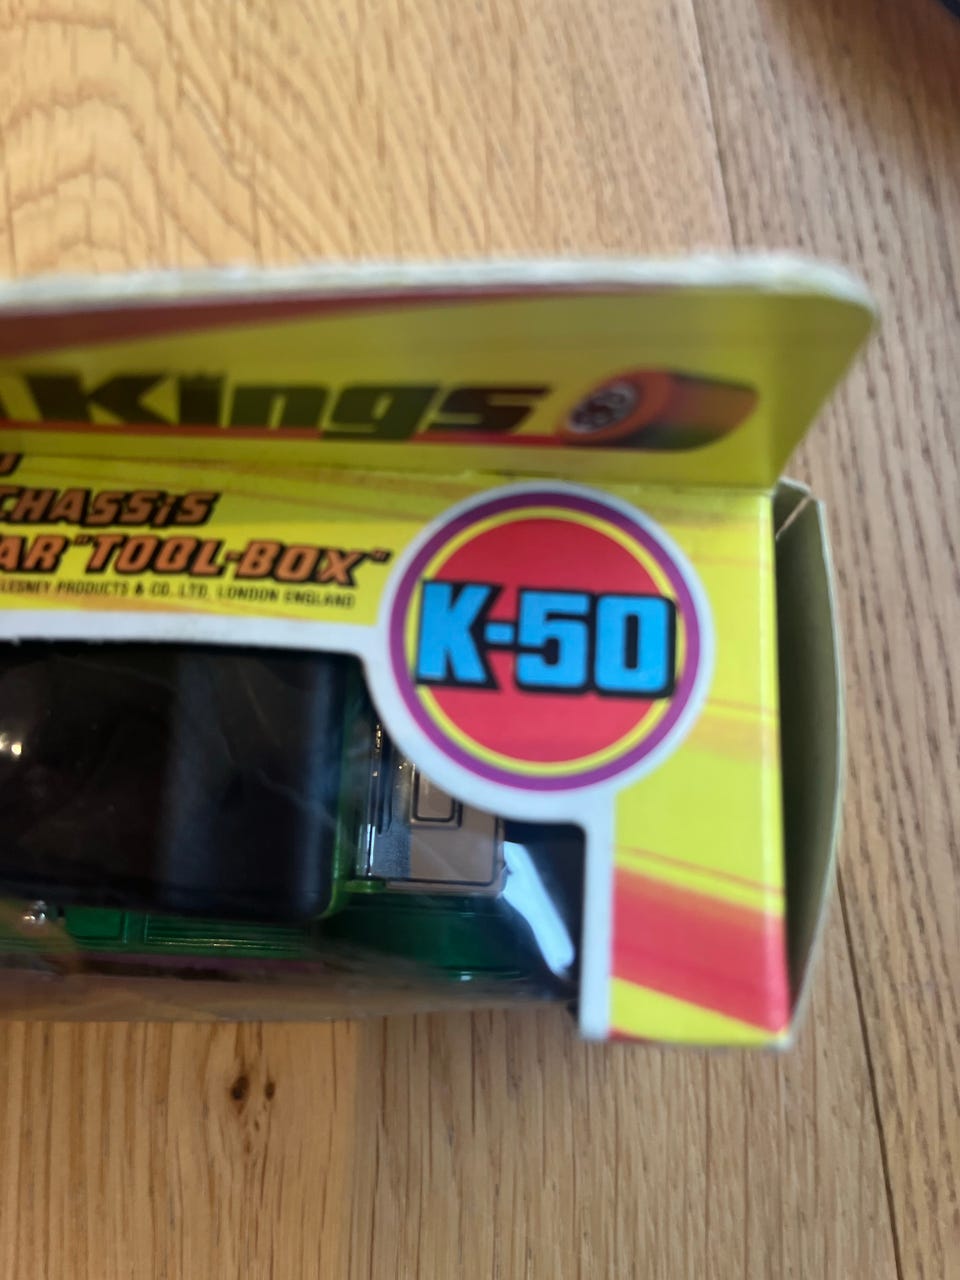 Kings
CHASSIS
AR "TOOL-BOX"
LESNEY PRODUCTS & CO. LTD. LONDON ENGLAND
K-50